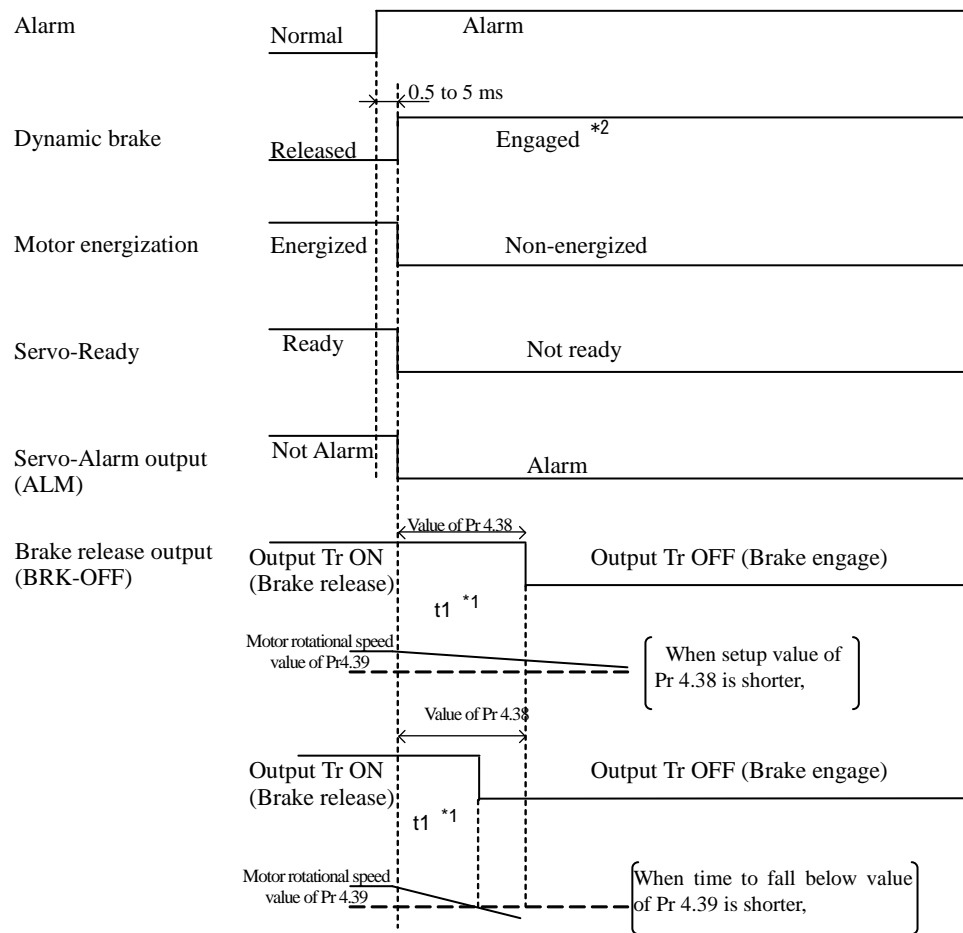 Alarm
Normal
Alarm
0.5 to 5 ms
Dynamic brake
Released
Engaged *2
Motor energization
Energized
Non-energized
Servo-Ready
Ready
Not ready
Servo-Alarm output
(ALM)
Not Alarm
Alarm
Value of Pr 4.38
Brake release output
(BRK-OFF)
Output Tr ON
(Brake release)
Output Tr OFF (Brake engage)
t1 *1
Motor rotational speed
value of Pr4.39
When setup value of
Pr 4.38 is shorter,
Value of Pr 4.38
Output Tr ON
(Brake release)
Output Tr OFF (Brake engage)
t1 *1
Motor rotational speed
value of Pr 4.39
When time to fall below value
of Pr 4.39 is shorter,